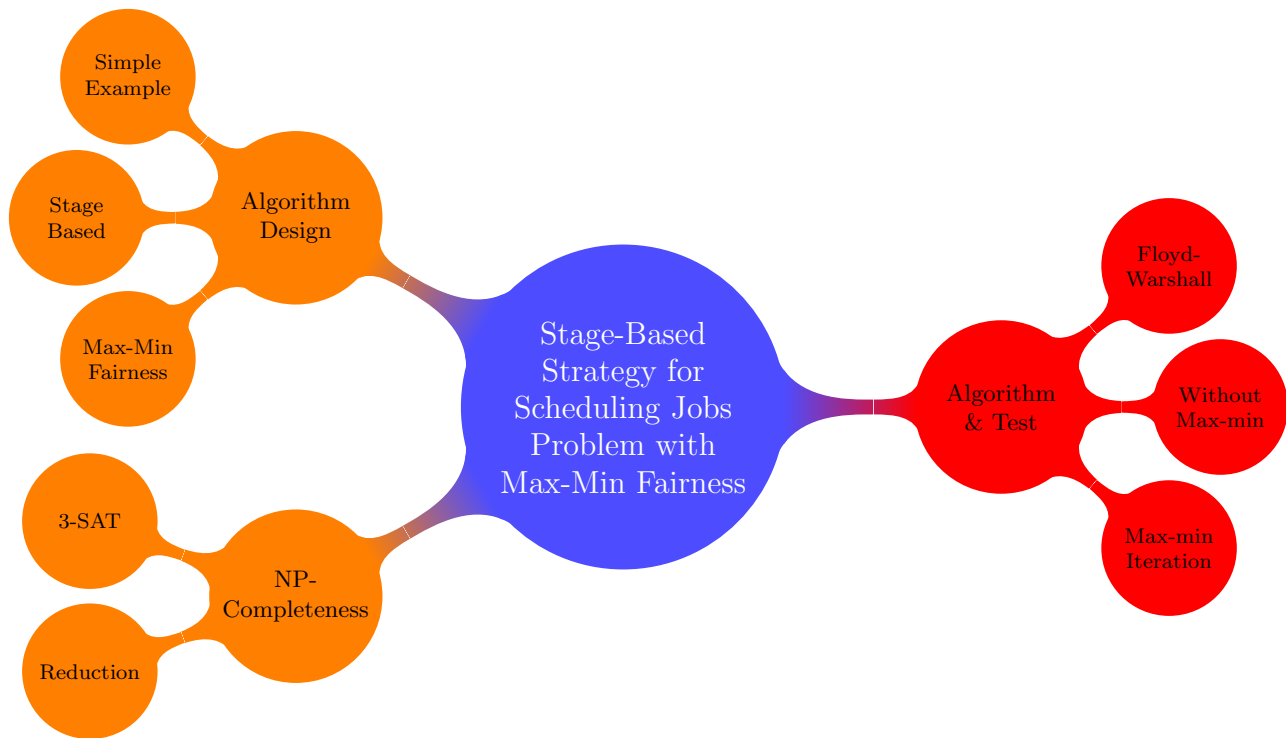 Simple
Example
Stage
Based
Max-Min
Fairness
Algorithm
Design
3-SAT
Reduction
NP-
Completeness
Stage-Based
Strategy for
Scheduling Jobs
Problem with
Max-Min Fairness
Algorithm
& Test
Floyd-
Warshall
Without
Max-min
Max-min
Iteration